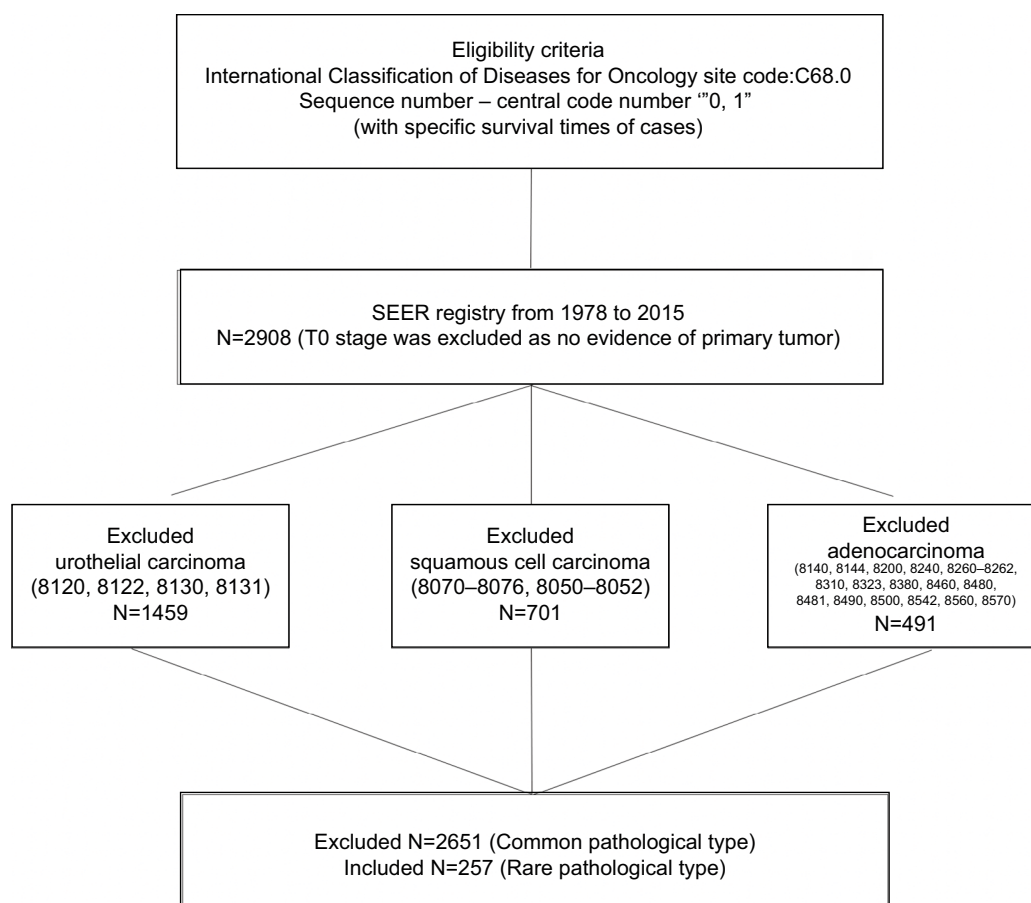 Eligibility criteria
International Classification of Diseases for Oncology site code:C68.0
Sequence number – central code number ‘”0, 1”
(with specific survival times of cases)
SEER registry from 1978 to 2015
N=2908 (T0 stage was excluded as no evidence of primary tumor)
Excluded
urothelial carcinoma
(8120, 8122, 8130, 8131)
N=1459
Excluded
squamous cell carcinoma
(8070–8076, 8050–8052)
N=701
Excluded
adenocarcinoma
(8140, 8144, 8200, 8240, 8260–8262,
8310, 8323, 8380, 8460, 8480,
8481, 8490, 8500, 8542, 8560, 8570)
N=491
Excluded N=2651 (Common pathological type)
Included N=257 (Rare pathological type)